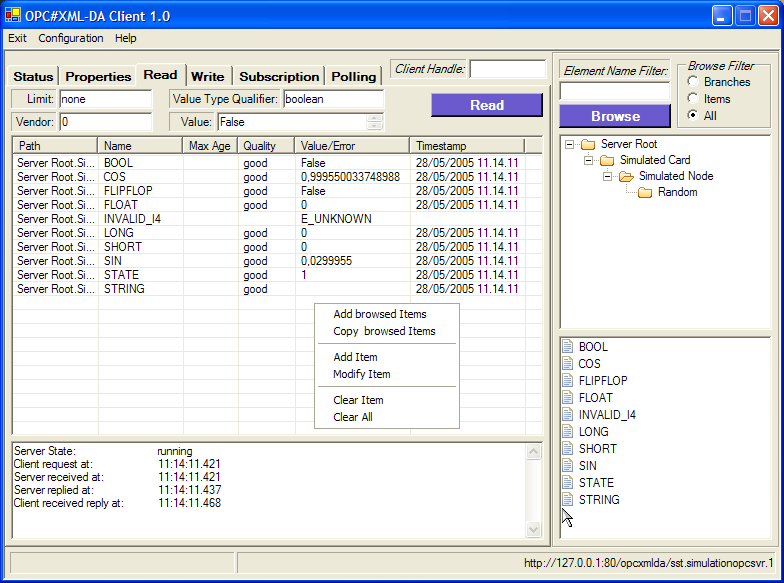 OPC#XML-DA Client 1.0
Exit Configuration Help
Status Properties Read Write Subscription Polling
Client Handle:
Limit: none Value Type Qualifier: boolean
Vendor: 0 Value: False
Read
Element Name Filter:
Browse
Browse Filter
Branches
Items
All
Path Name Max Age Quality Value/Error Timestamp
Server Root.Si... BOOL good False 28/05/2005 11.14.11
Server Root.Si... COS good 0,999550033748988 28/05/2005 11.14.11
Server Root.Si... FLIPFLOP good False 28/05/2005 11.14.11
Server Root.Si... FLOAT good 0 28/05/2005 11.14.11
Server Root.Si... INVALID_I4 E_UNKNOWN
Server Root.Si... LONG good 0 28/05/2005 11.14.11
Server Root.Si... SHORT good 0 28/05/2005 11.14.11
Server Root.Si... SIN good 0,0299955 28/05/2005 11.14.11
Server Root.Si... STATE good 1 28/05/2005 11.14.11
Server Root.Si... STRING good 28/05/2005 11.14.11
Add browsed Items
Copy browsed Items
Add Item
Modify Item
Clear Item
Clear All
Server Root
Simulated Card
Simulated Node
Random
BOOL
COS
FLIPFLOP
FLOAT
INVALID_I4
LONG
SHORT
SIN
STATE
STRING
Server State: running
Client request at: 11:14:11.421
Server received at: 11:14:11.421
Server replied at: 11:14:11.437
Client received reply at: 11:14:11.468
http://127.0.0.1:80/opcxmlda/sst.simulationopcsvr.1